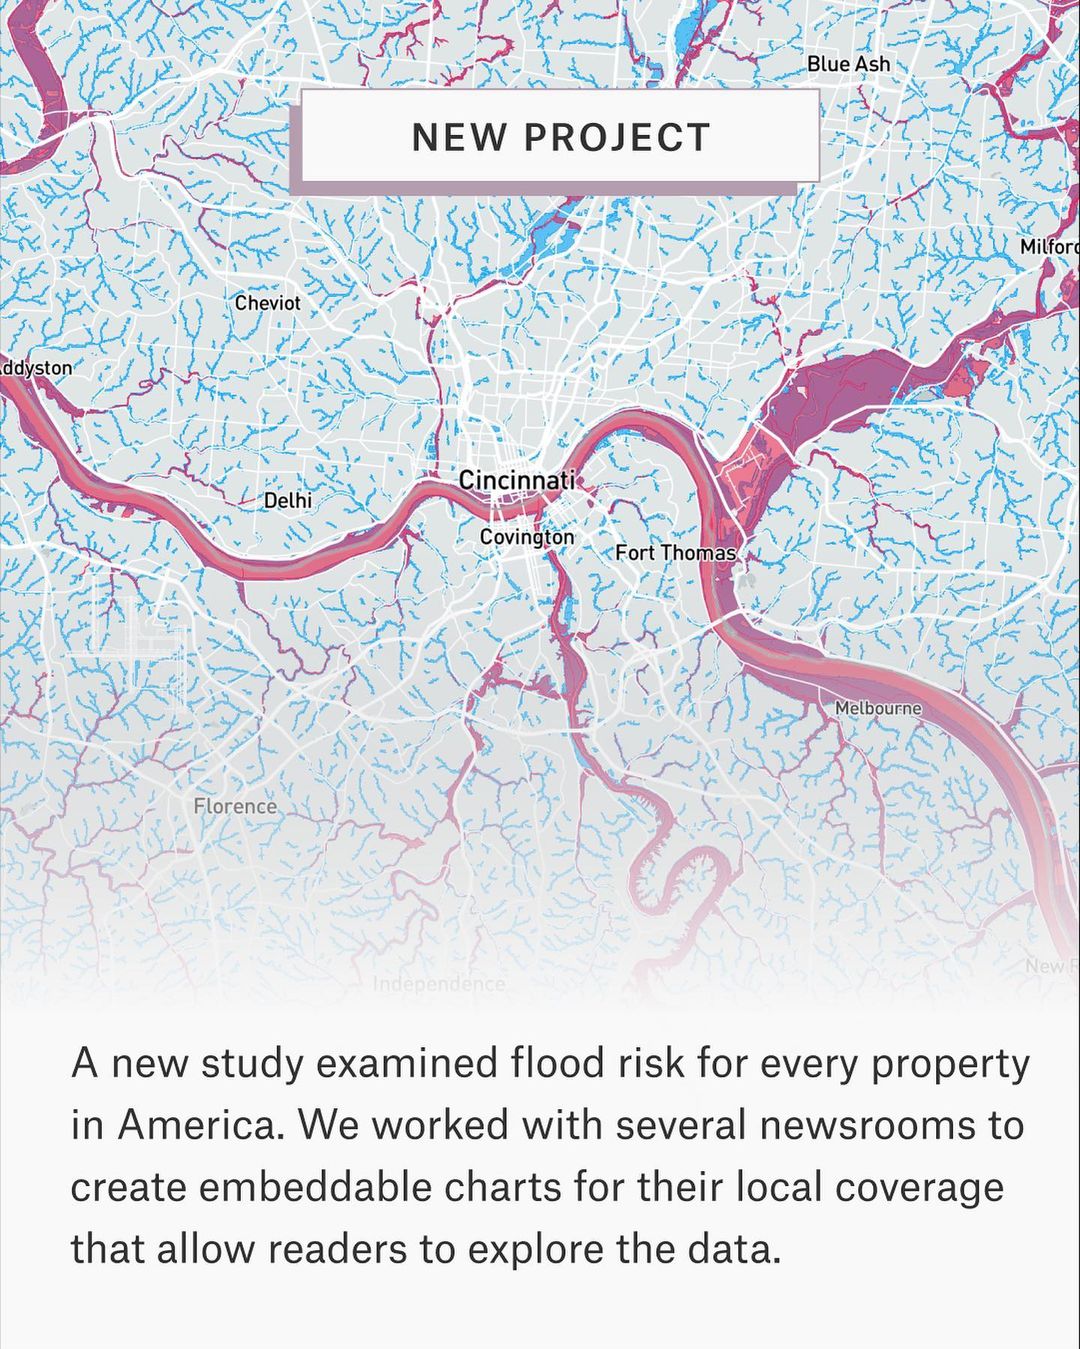 Blue Ash
NEW PROJECT
Milford
Cheviot
ddyston
Cincinnati
Delhi
Covington
Fort Thomas
Melbourne
Florence
New R
Independence
A new study examined flood risk for every property
in America. We worked with several newsrooms to
create embeddable charts for their local coverage
that allow readers to explore the data.